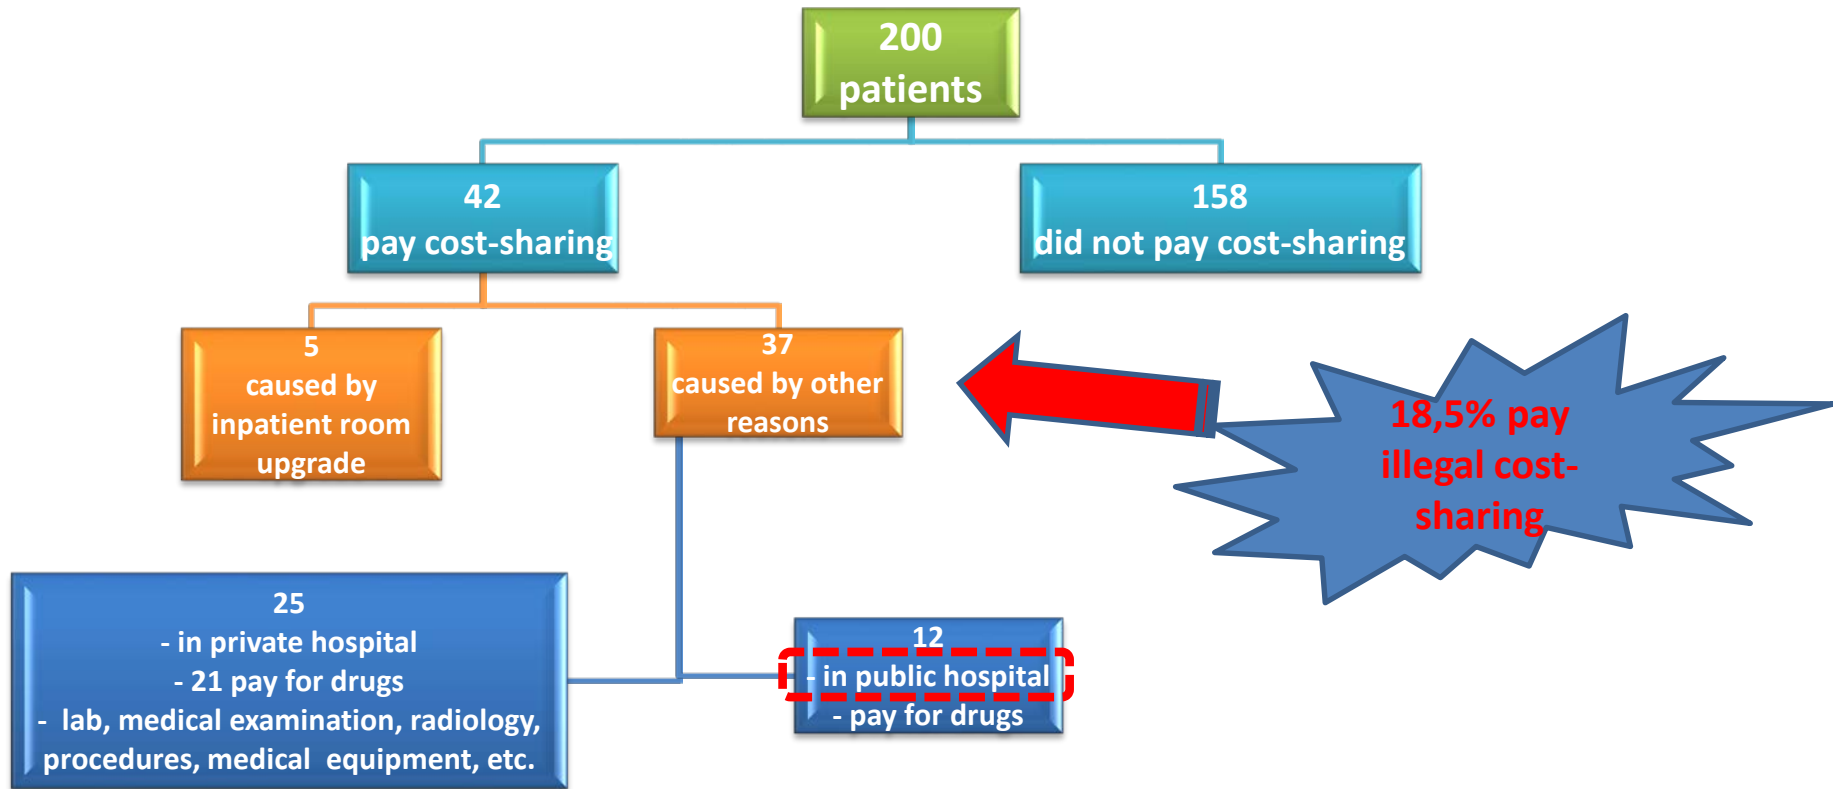 200
patients
42
pay cost-sharing
158
did not pay cost-sharing
5
caused by
inpatient room
upgrade
37
caused by other
reasons
18,5% pay
illegal cost-
sharing
25
- in private hospital
- 21 pay for drugs
- lab, medical examination, radiology,
procedures, medical equipment, etc.
12
- in public hospital
- pay for drugs